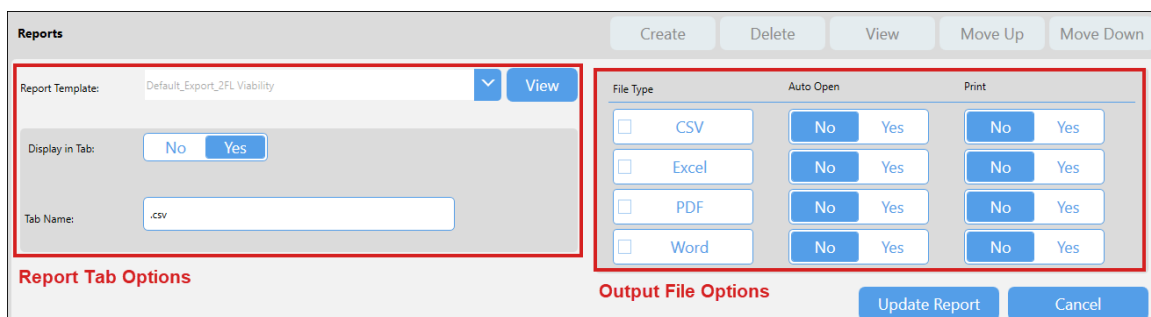 Reports
Create Delete View Move Up Move Down
Report Template: Default_Export_2FL Viability View
Display in Tab: No Yes
Tab Name: .csv
Report Tab Options
File Type Auto Open Print
CSV No Yes No Yes
Excel No Yes No Yes
PDF No Yes No Yes
Word No Yes No Yes
Output File Options
Update Report Cancel